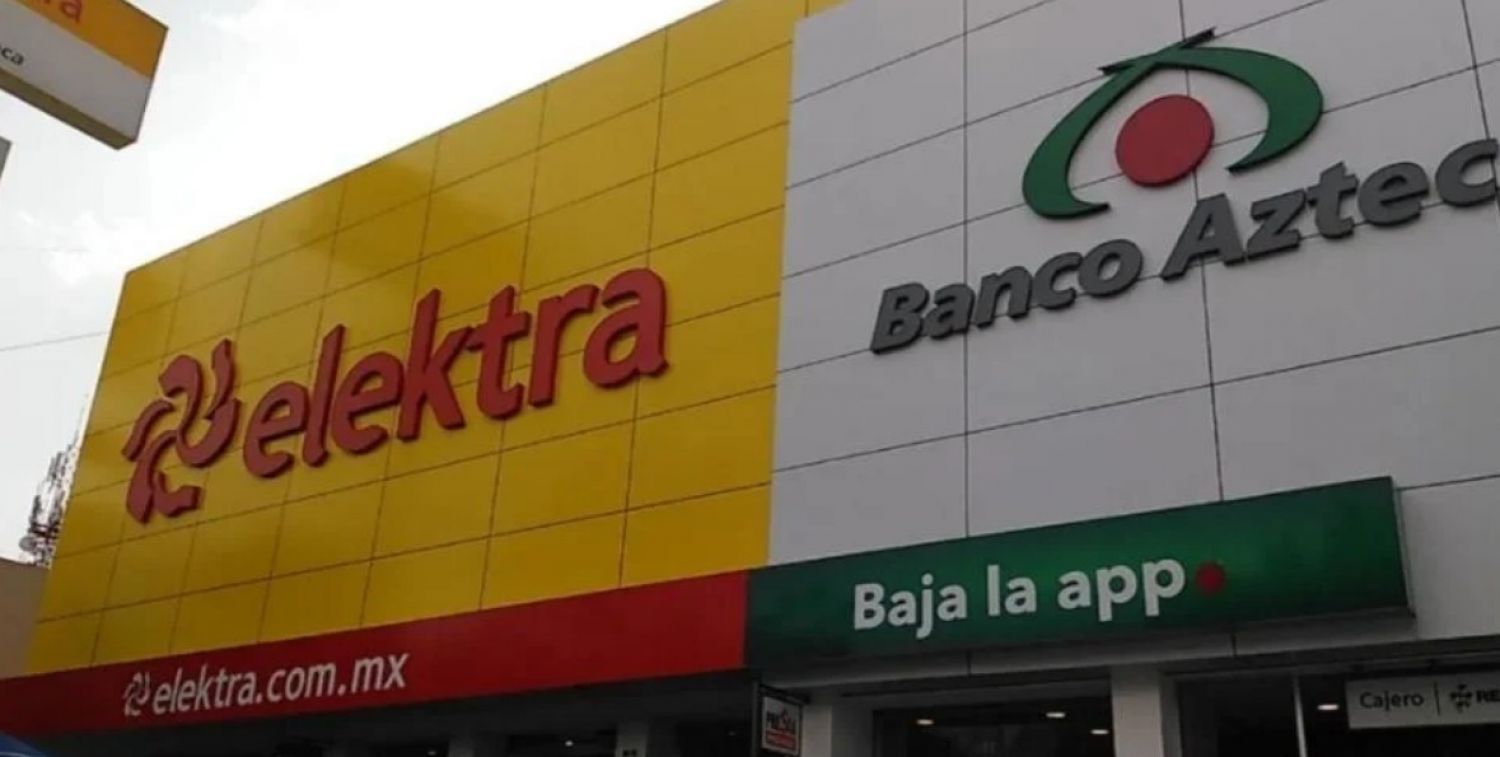 elektra
Banco Aztec
Baja la app
elektra.com.mx
Cajero